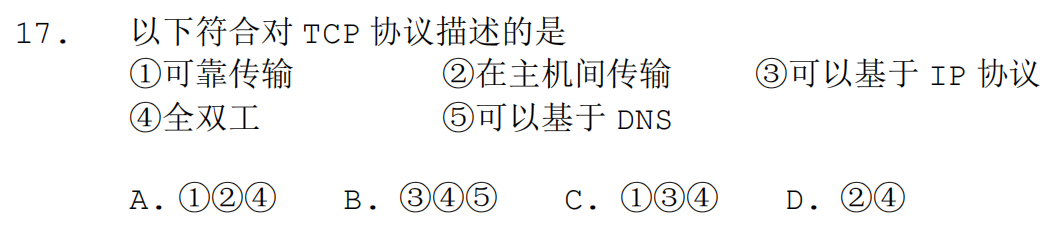 17. 以下符合对 TCP 协议描述的是
①可靠传输 ②在主机间传输 ③可以基于 IP 协议
④全双工 ⑤可以基于 DNS
A. ①②④ B. ③④⑤ C. ①③④ D. ②④